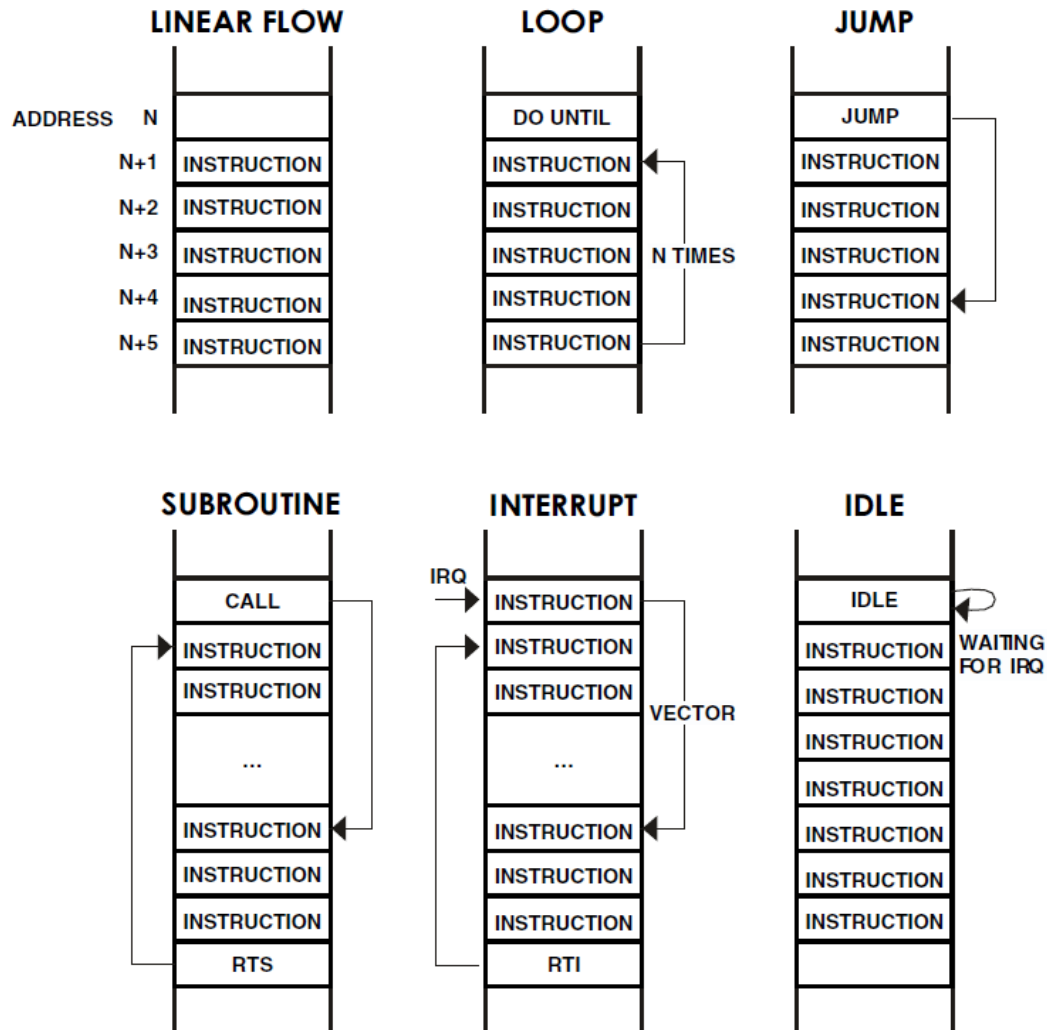 LINEAR FLOW
ADDRESS N
N+1 INSTRUCTION
N+2 INSTRUCTION
N+3 INSTRUCTION
N+4 INSTRUCTION
N+5 INSTRUCTION
LOOP
DO UNTIL
INSTRUCTION
INSTRUCTION
INSTRUCTION
INSTRUCTION
INSTRUCTION
N TIMES
JUMP
JUMP
INSTRUCTION
INSTRUCTION
INSTRUCTION
INSTRUCTION
INSTRUCTION
SUBROUTINE
CALL
INSTRUCTION
INSTRUCTION
...
INSTRUCTION
INSTRUCTION
INSTRUCTION
RTS
INTERRUPT
IRQ
INSTRUCTION
INSTRUCTION
INSTRUCTION
VECTOR
...
INSTRUCTION
INSTRUCTION
INSTRUCTION
RTI
IDLE
IDLE
WAITING
FOR IRQ
INSTRUCTION
INSTRUCTION
INSTRUCTION
INSTRUCTION
INSTRUCTION
INSTRUCTION
INSTRUCTION